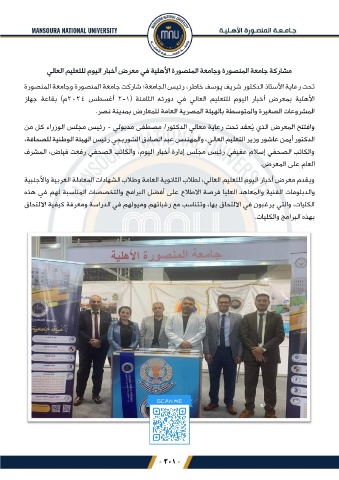 MANSOURA NATIONAL UNIVERSITY
جـامـعـة المنصورة الأهـلـيـة
مشاركة جامعة المنصورة وجامعة المنصورة الأهلية في معرض أخبار اليوم للتعليم العالي
تحت رعاية الأستاذ الدكتور شريف يوسف خاطر، رئيس الجامعة؛ شاركت جامعة المنصورة وجامعة المنصورة
الأهلية بمعرض أخبار اليوم للتعليم العالي في دورته الثامنة (١-٢ أغسطس ٢٠٢٤م) بقاعة جهاز
المشروعات الصغيرة والمتوسطة بالهيئة المصرية العامة للمعارض بمدينة نصر.
وافتتح المعرض الذي يُعقد تحت رعاية معالي الدكتور/ مصطفى مدبولي - رئيس مجلس الوزراء كل من
الدكتور أيمن عاشور وزير التعليم العالي، والمهندس عبد الصادق الشوربجي رئيس الهيئة الوطنية للصحافة،
والكاتب الصحفي إسلام عفيفي رئيس مجلس إدارة أخبار اليوم، والكاتب الصحفي رفعت فياض، المشرف
العام على المعرض.
ويقدم معرض أخبار اليوم للتعليم العالي، لطلاب الثانوية العامة وطلاب الشهادات المعادلة العربية والأجنبية
والدبلومات الفنية والمعاهد العليا فرصة الإطلاع على أفضل البرامج والتخصصات المناسبة لهم في هذه
الكليات، والتي يرغبون في الالتحاق بها، وتتناسب مع رغباتهم وميولهم في الدراسة ومعرفة كيفية الالتحاق
بهذه البرامج والكليات.
جامعة المنصورة الأهلية
SCAN ME
- ٣٠١ -